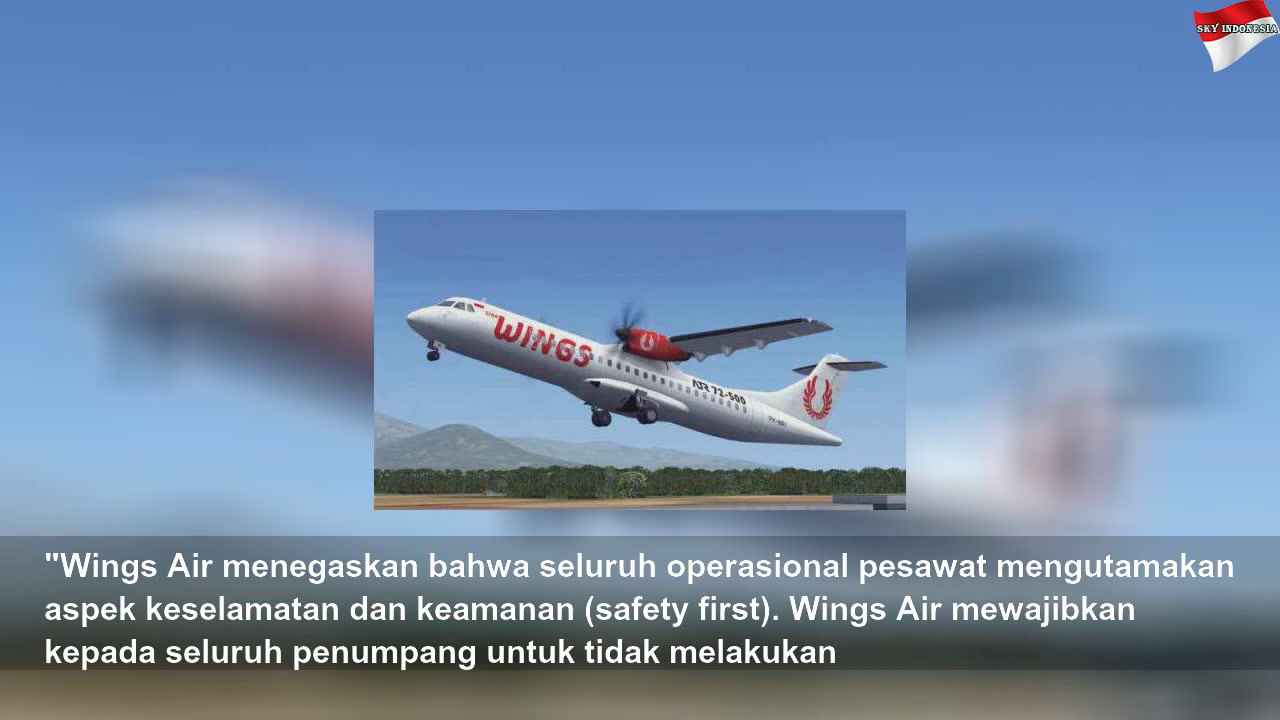 SKY INDONESIA
WINGS
ATR 72-500
"Wings Air menegaskan bahwa seluruh operasional pesawat mengutamakan
aspek keselamatan dan keamanan (safety first). Wings Air mewajibkan
kepada seluruh penumpang untuk tidak melakukan